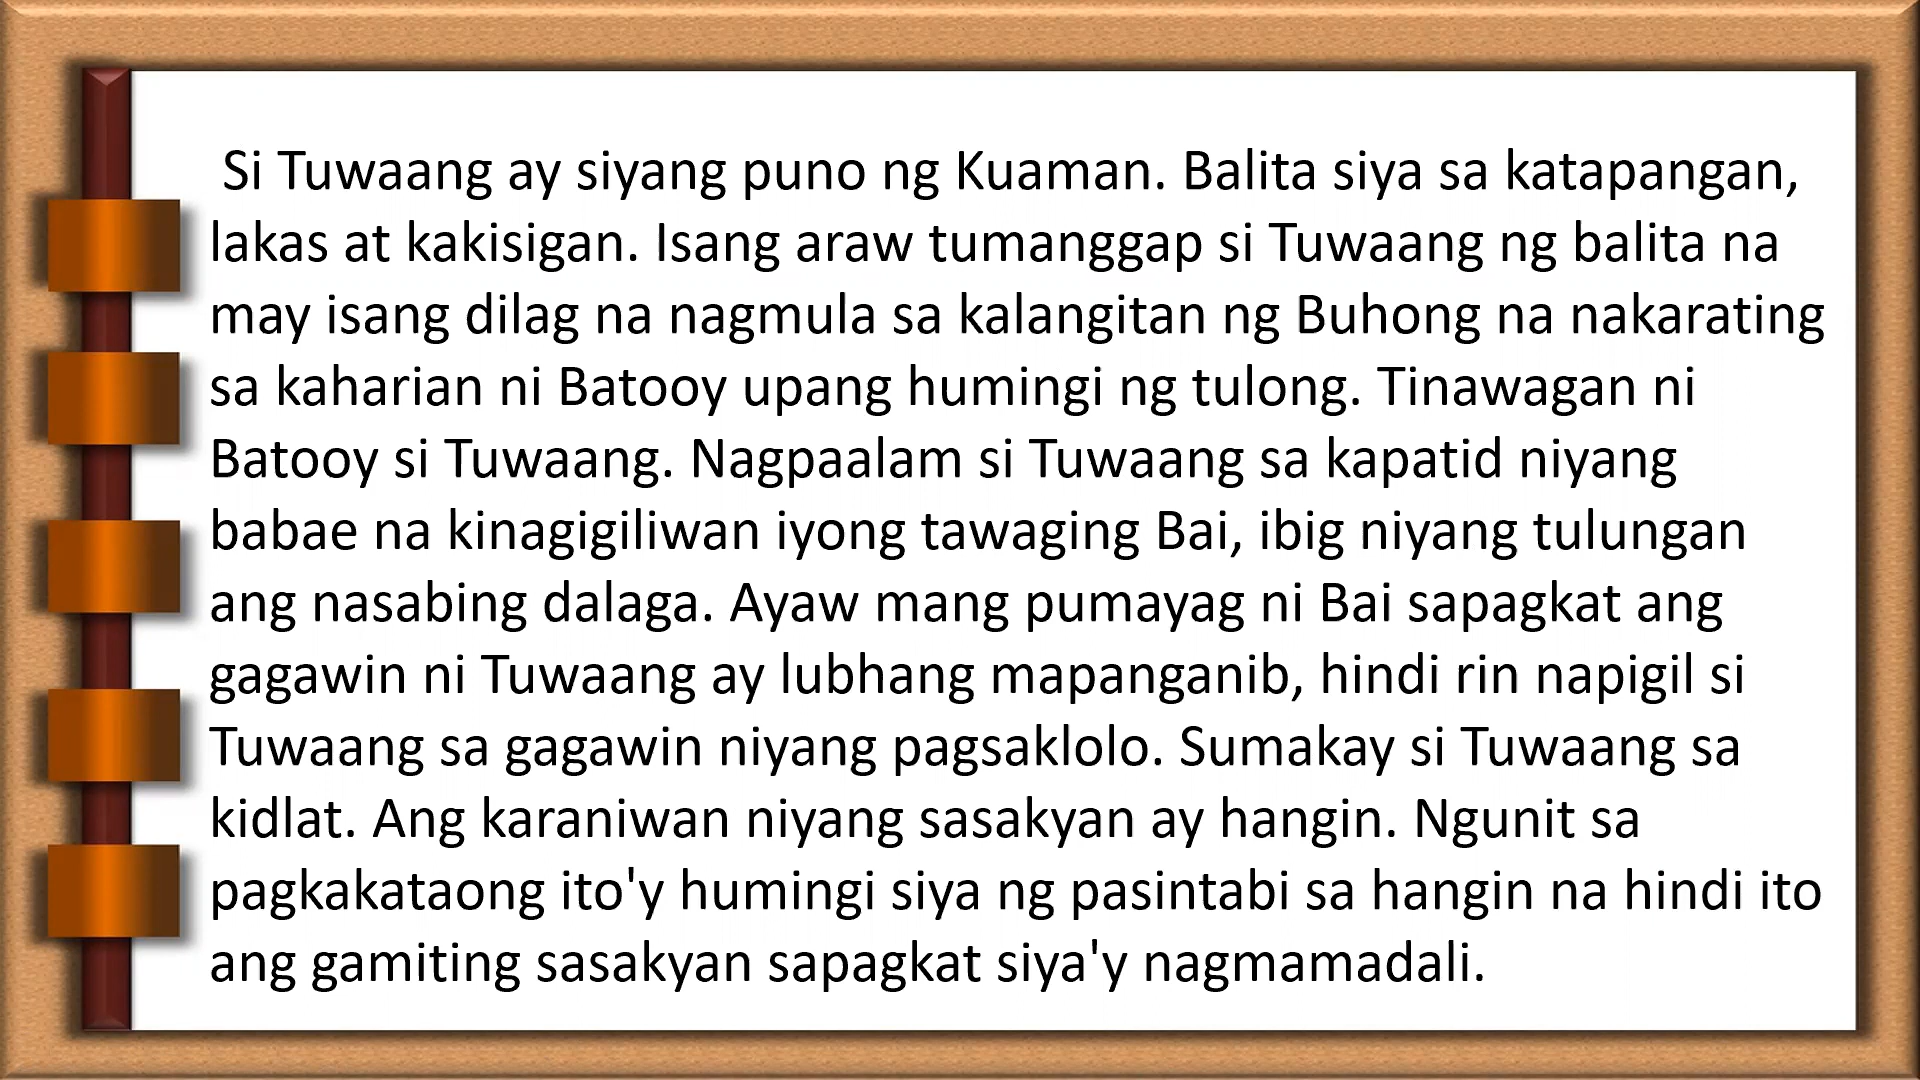 Si Tuwaang ay siyang puno ng Kuaman. Balita siya sa katapangan,
lakas at kakisigan. Isang araw tumanggap si Tuwaang ng balita na
may isang dilag na nagmula sa kalangitan ng Buhong na nakarating
sa kaharian ni Batooy upang humingi ng tulong. Tinawagan ni
Batooy si Tuwaang. Nagpaalam si Tuwaang sa kapatid niyang
babae na kinagigiliwan iyong tawaging Bai, ibig niyang tulungan
ang nasabing dalaga. Ayaw mang pumayag ni Bai sapagkat ang
gagawin ni Tuwaang ay lubhang mapanganib, hindi rin napigil si
Tuwaang sa gagawin niyang pagsaklolo. Sumakay si Tuwaang sa
kidlat. Ang karaniwan niyang sasakyan ay hangin. Ngunit sa
pagkakataong ito'y humingi siya ng pasintabi sa hangin na hindi ito
ang gamiting sasakyan sapagkat siya'y nagmamadali.